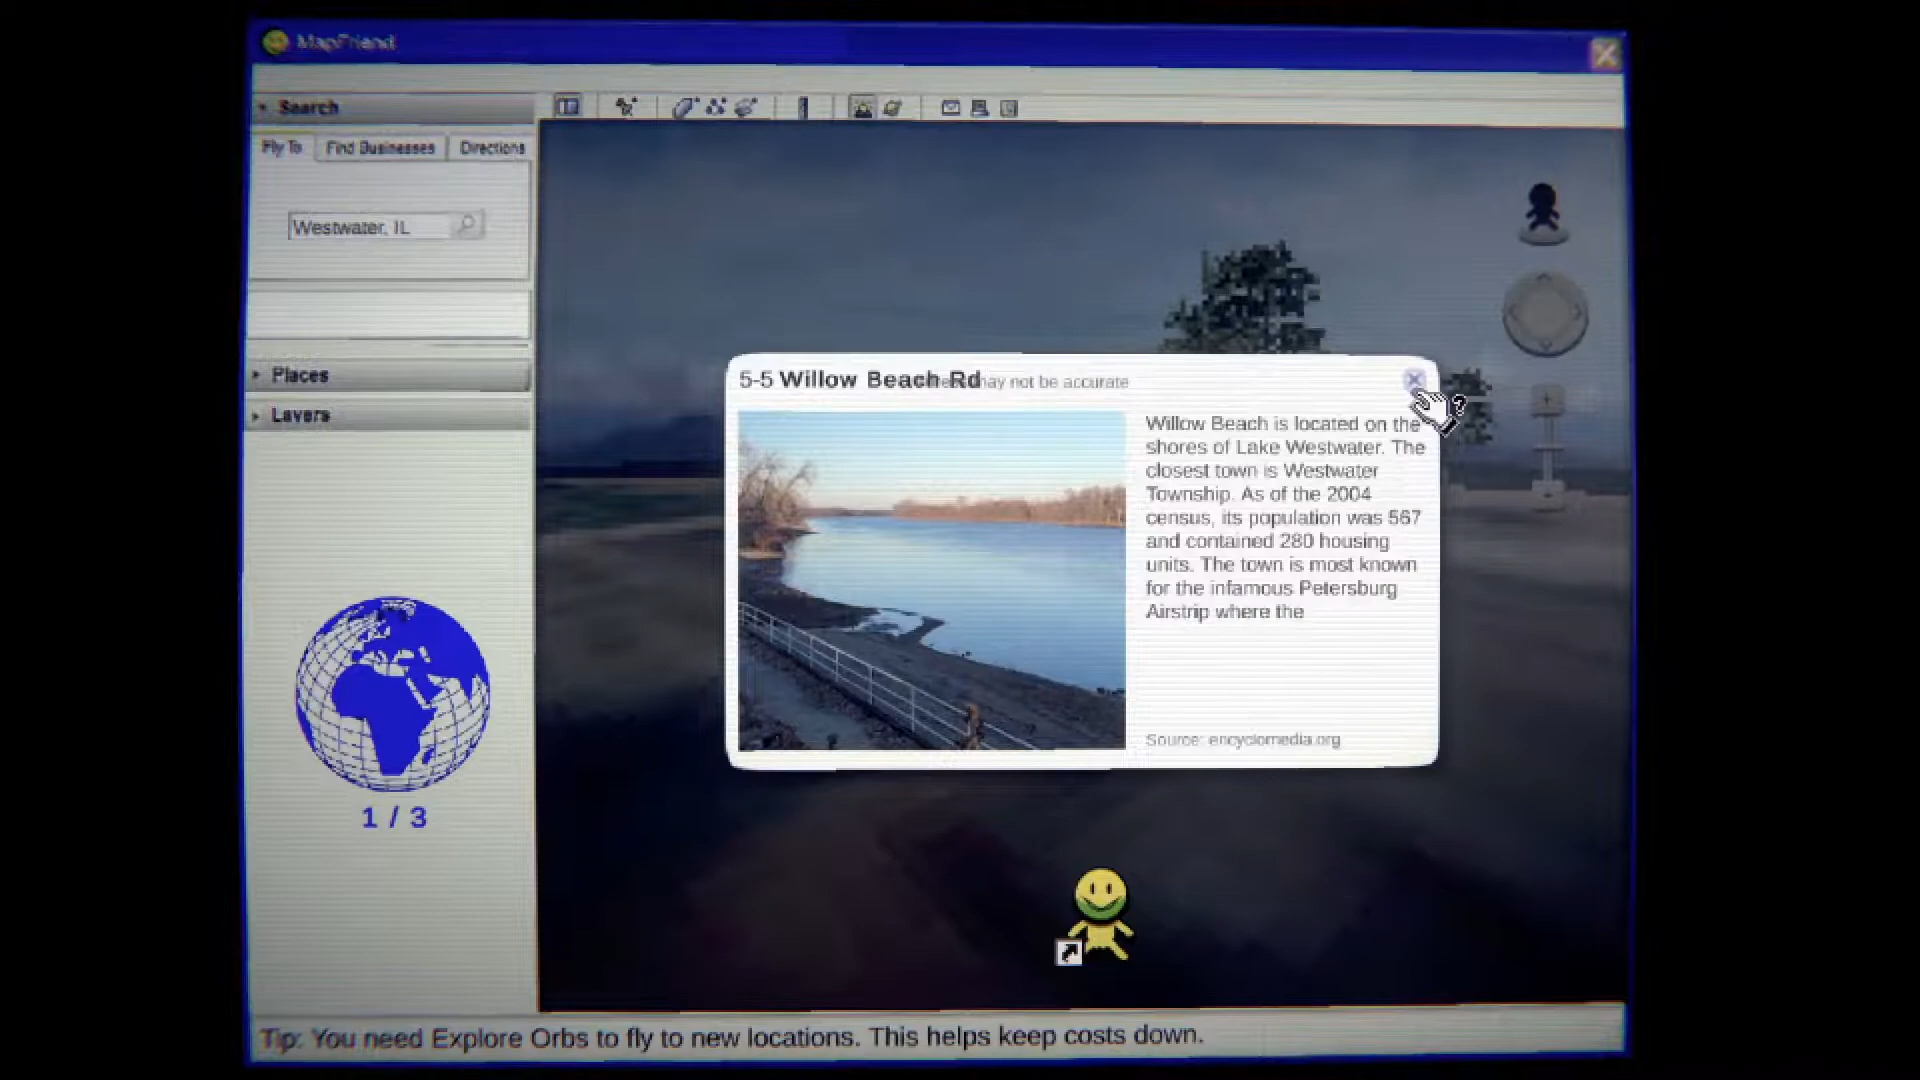 MapFriend
Search
Fly To
Find Businesses
Directions
Westwater, IL
Places
Layers
1 / 3
5-5 Willow Beach Rd
may not be accurate
Willow Beach is located on the
shores of Lake Westwater. The
closest town is Westwater
Township. As of the 2004
census, its population was 567
and contained 280 housing
units. The town is most known
for the infamous Petersburg
Airstrip where the
Source: encyclomedia.org
Tip: You need Explore Orbs to fly to new locations. This helps keep costs down.